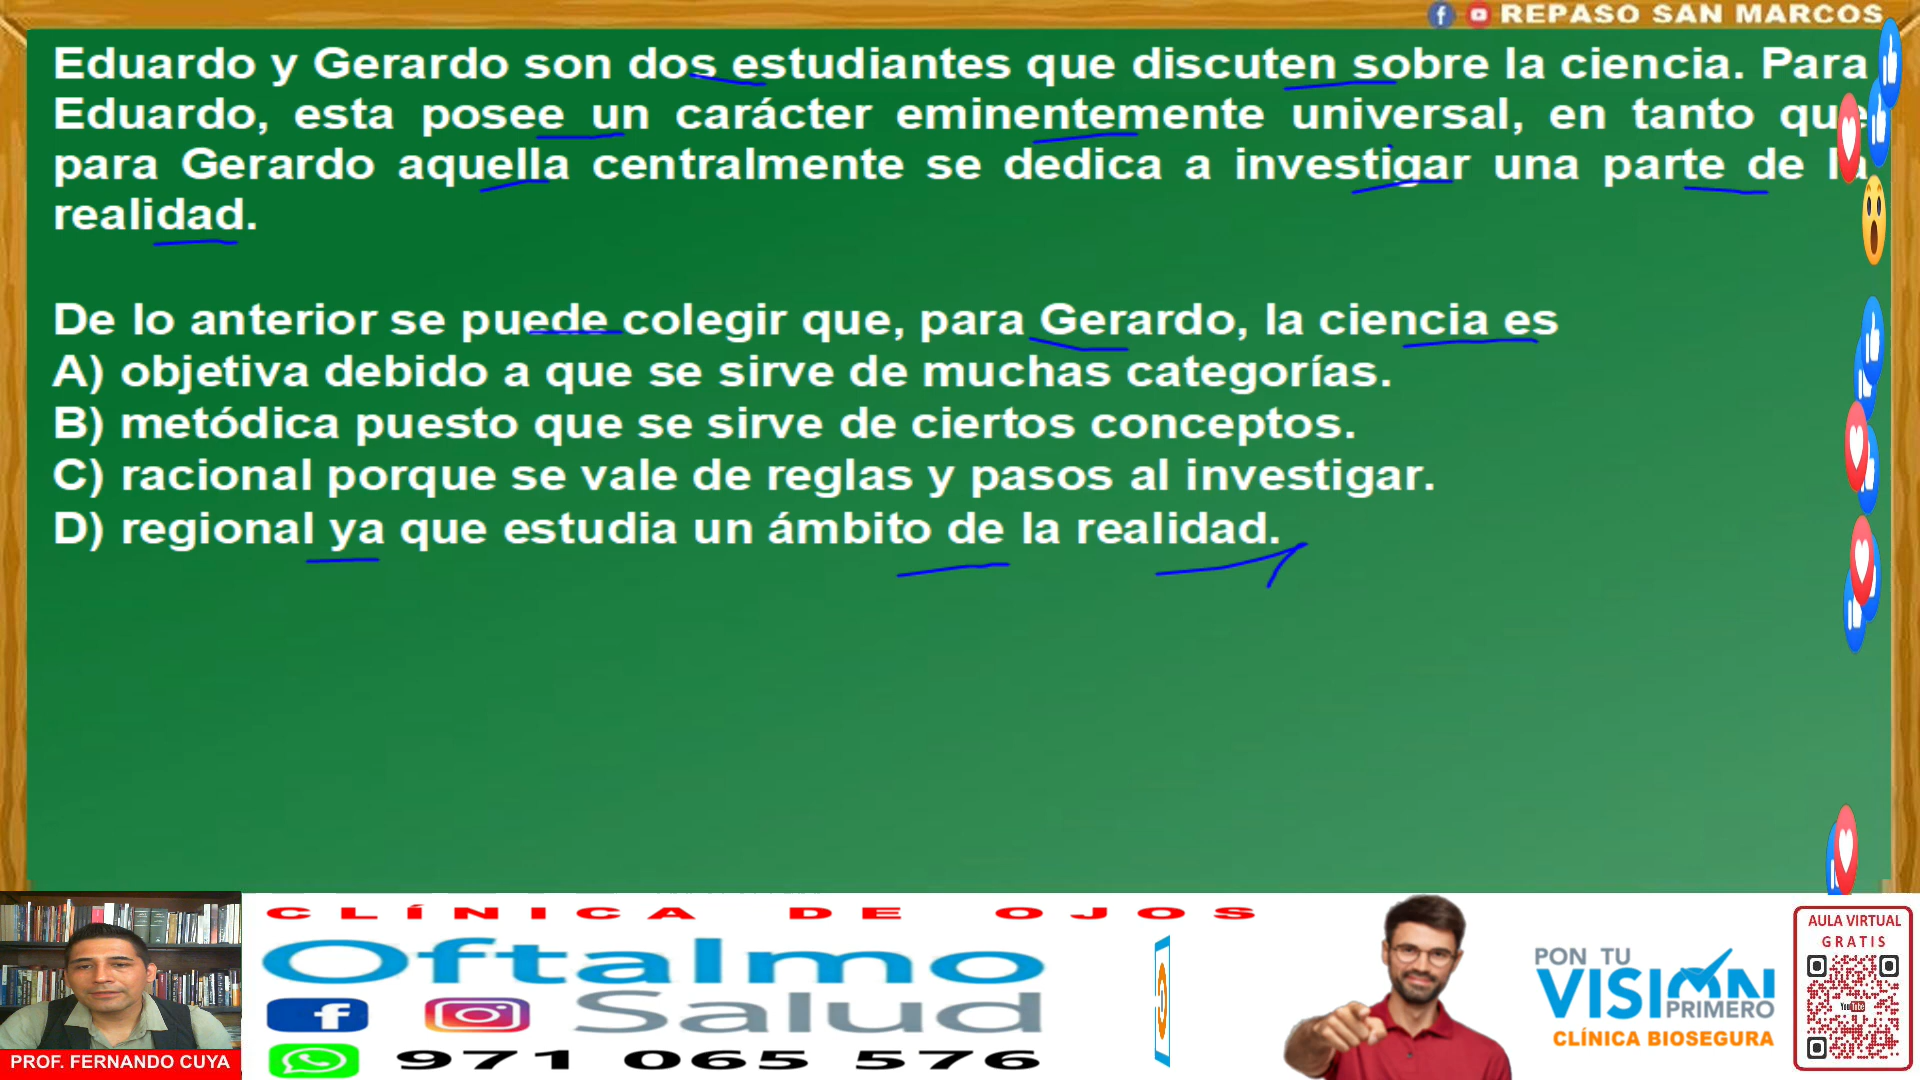 REPASO SAN MARCOS
Eduardo y Gerardo son dos estudiantes que discuten sobre la ciencia. Para
Eduardo, esta posee un carácter eminentemente universal, en tanto que
para Gerardo aquella centralmente se dedica a investigar una parte de la
realidad.
De lo anterior se puede colegir que, para Gerardo, la ciencia es
A) objetiva debido a que se sirve de muchas categorías.
B) metódica puesto que se sirve de ciertos conceptos.
C) racional porque se vale de reglas y pasos al investigar.
D) regional ya que estudia un ámbito de la realidad.
CLÍNICA DE OJOS
Oftalmo
Salud
971 065 576
PROF. FERNANDO CUYA
PON TU
VISIÓN
PRIMERO
CLÍNICA BIOSEGURA
AULA VIRTUAL
GRATIS
YouTube